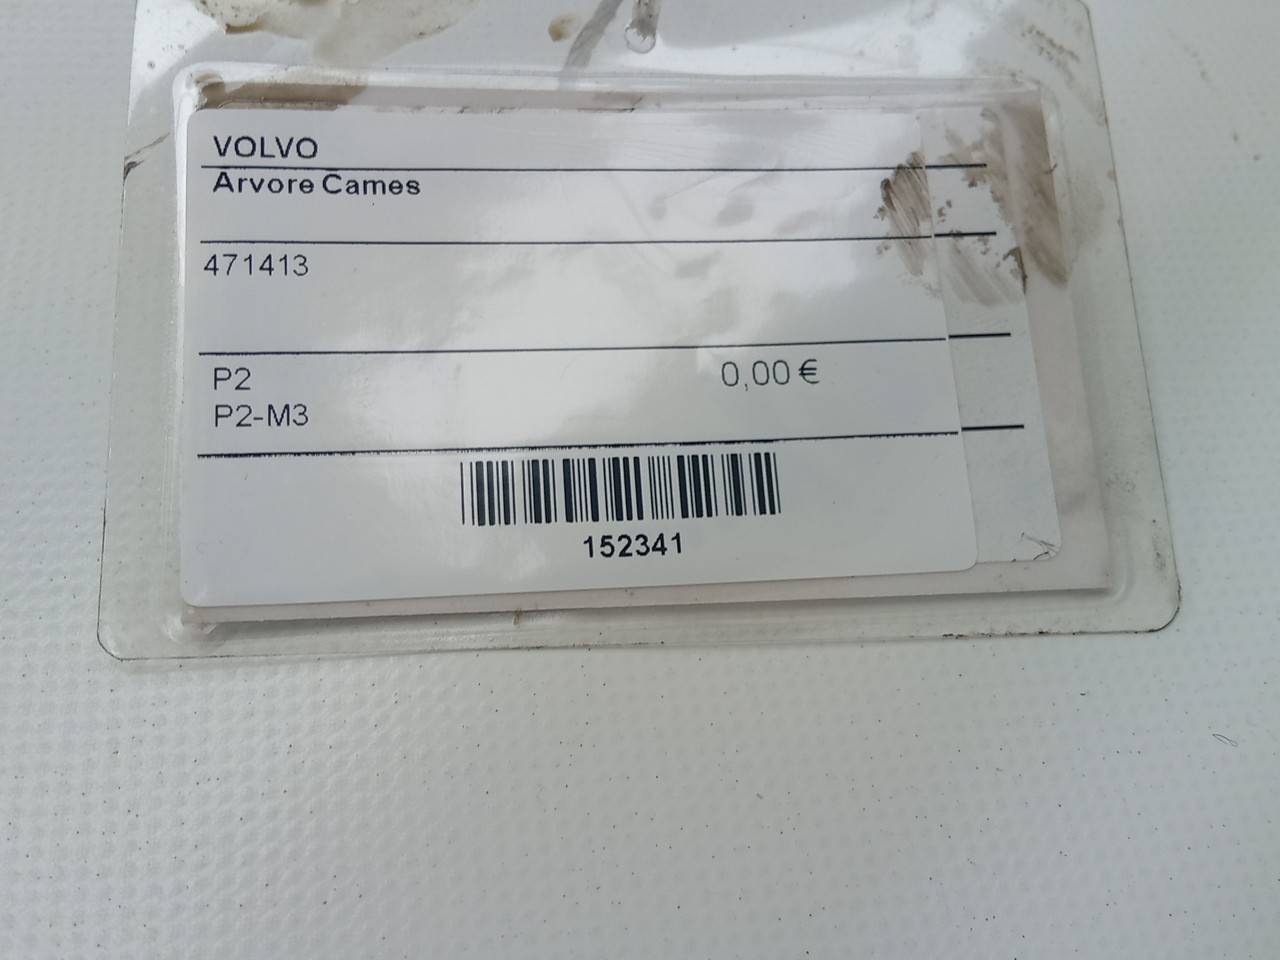 VOLVO
Arvore Cames
471413
P2
0,00 €
P2-M3
152341